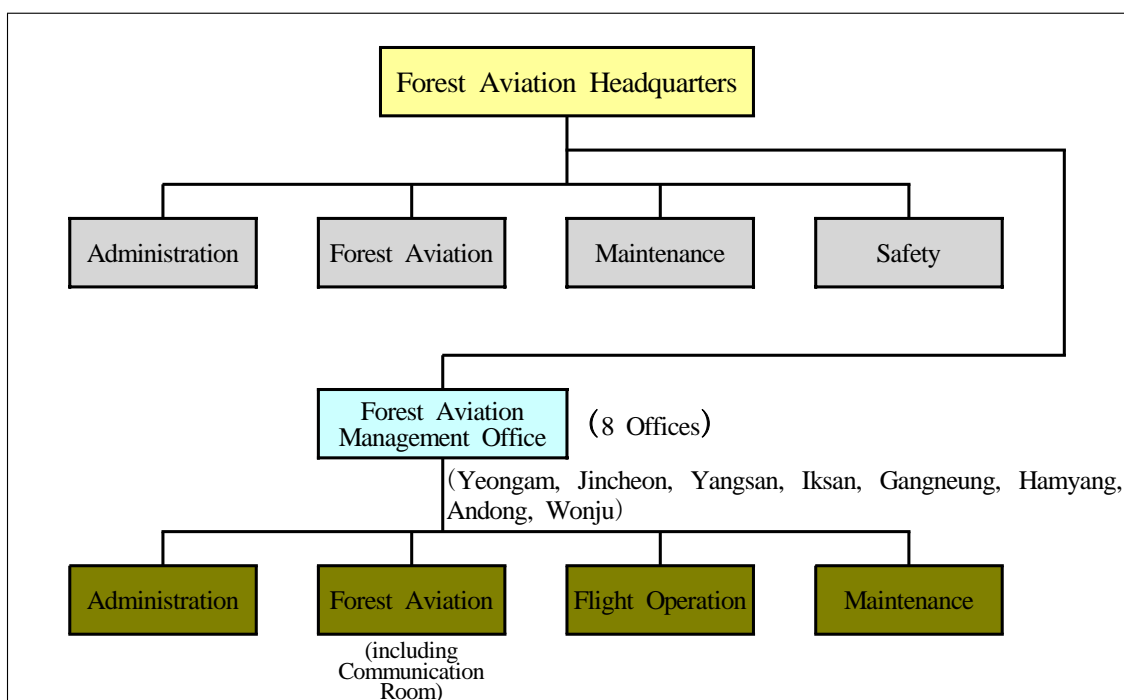 Forest Aviation Headquarters
Administration
Forest Aviation
Maintenance
Safety
Forest Aviation
Management Office
(8 Offices)
(Yeongam, Jincheon, Yangsan, Iksan, Gangneung, Hamyang,
Andong, Wonju)
Administration
Forest Aviation
Flight Operation
Maintenance
(including
Communication
Room)